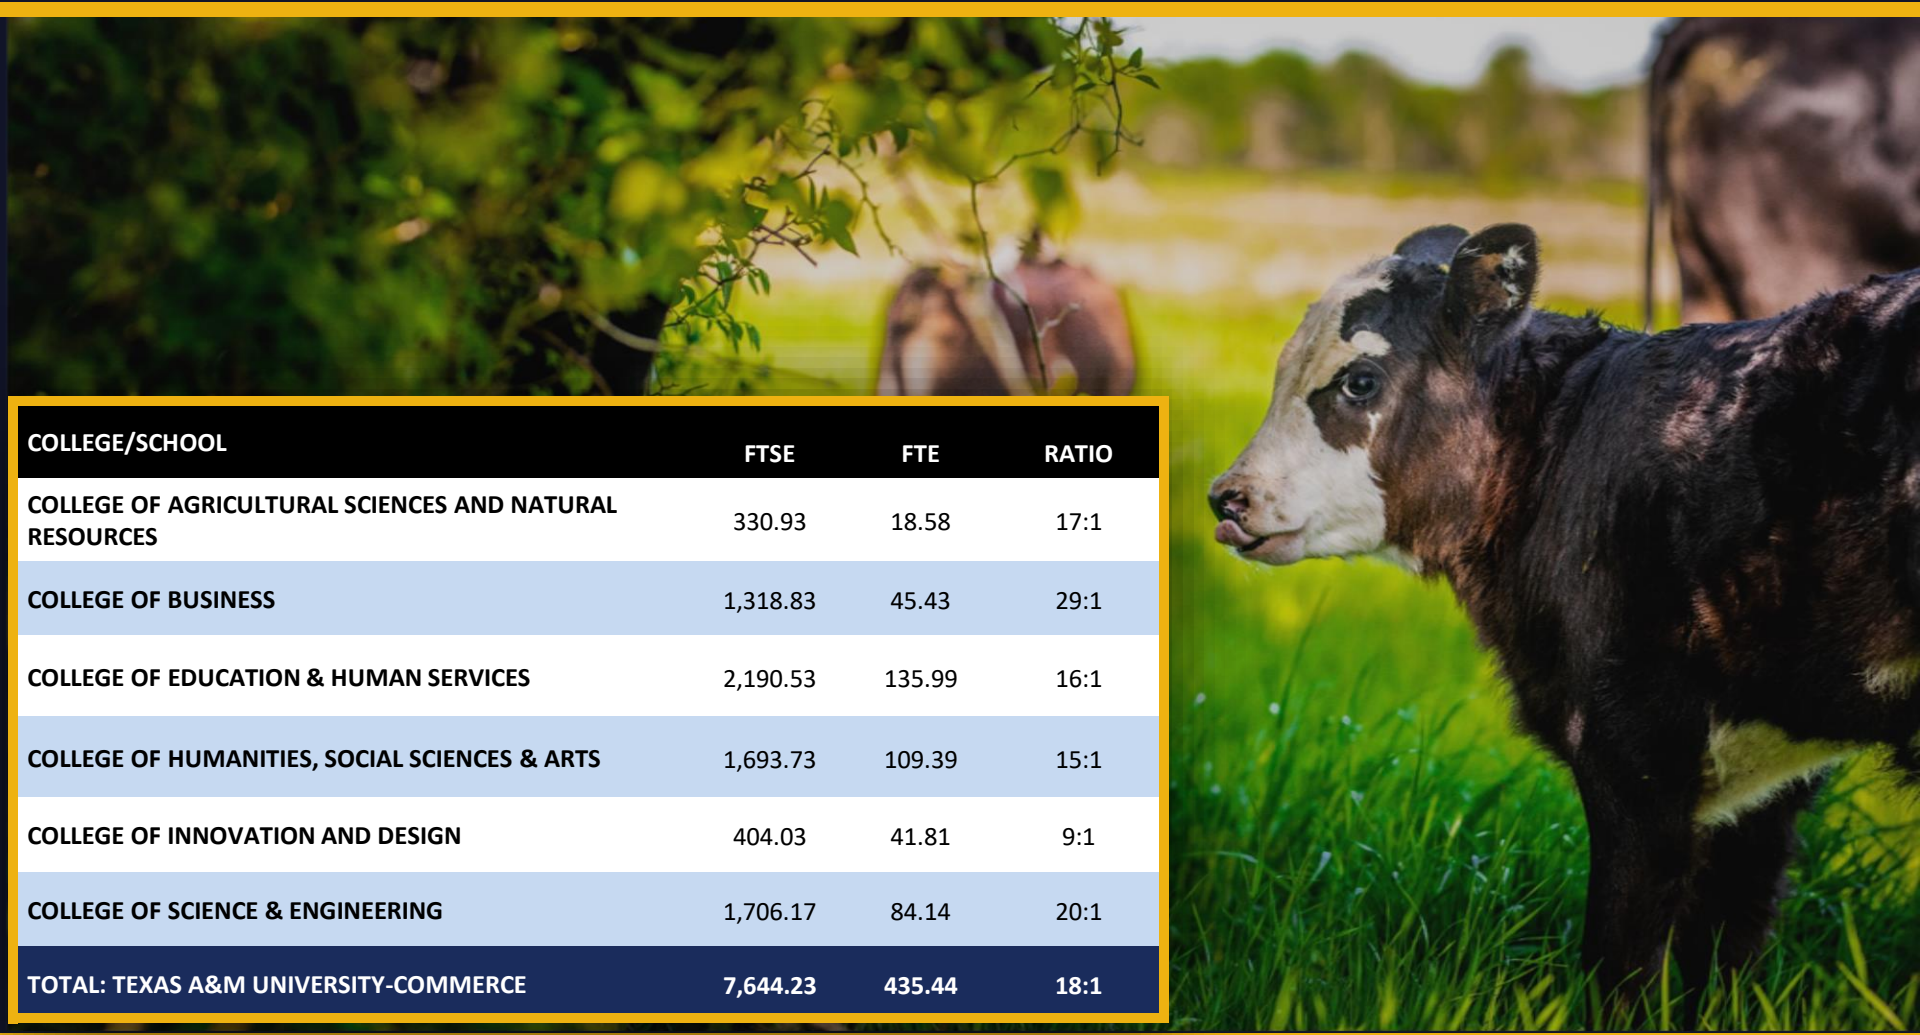 COLLEGE/SCHOOL FTSE FTE RATIO
COLLEGE OF AGRICULTURAL SCIENCES AND NATURAL
RESOURCES 330.93 18.58 17:1
COLLEGE OF BUSINESS 1,318.83 45.43 29:1
COLLEGE OF EDUCATION & HUMAN SERVICES 2,190.53 135.99 16:1
COLLEGE OF HUMANITIES, SOCIAL SCIENCES & ARTS 1,693.73 109.39 15:1
COLLEGE OF INNOVATION AND DESIGN 404.03 41.81 9:1
COLLEGE OF SCIENCE & ENGINEERING 1,706.17 84.14 20:1
TOTAL: TEXAS A&M UNIVERSITY-COMMERCE 7,644.23 435.44 18:1